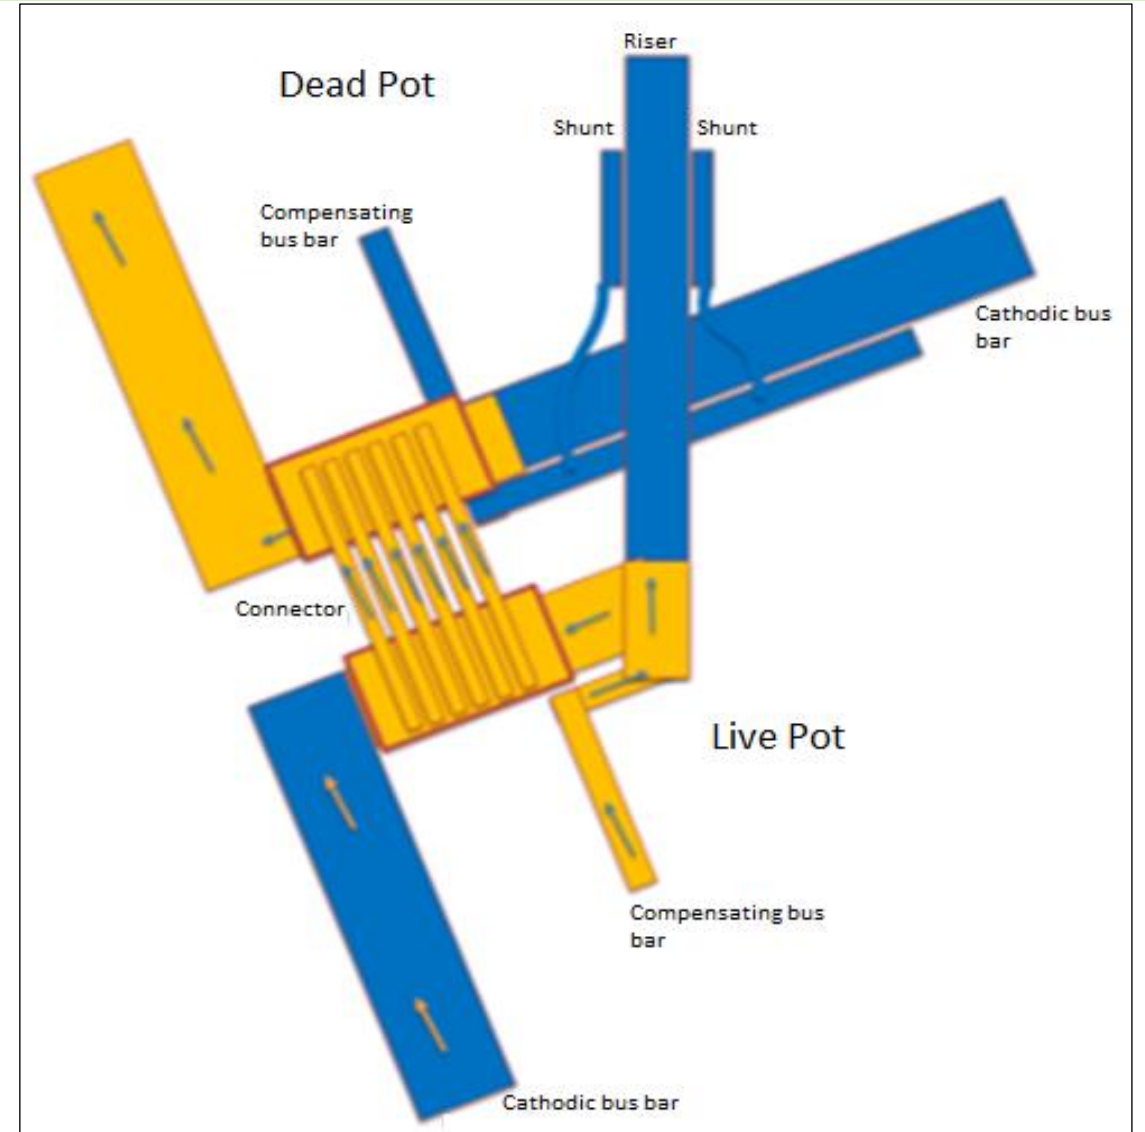 Riser
Dead Pot
Shunt
Shunt
Compensating
bus bar
Cathodic bus
bar
Connector
Live Pot
Compensating bus
bar
Cathodic bus bar